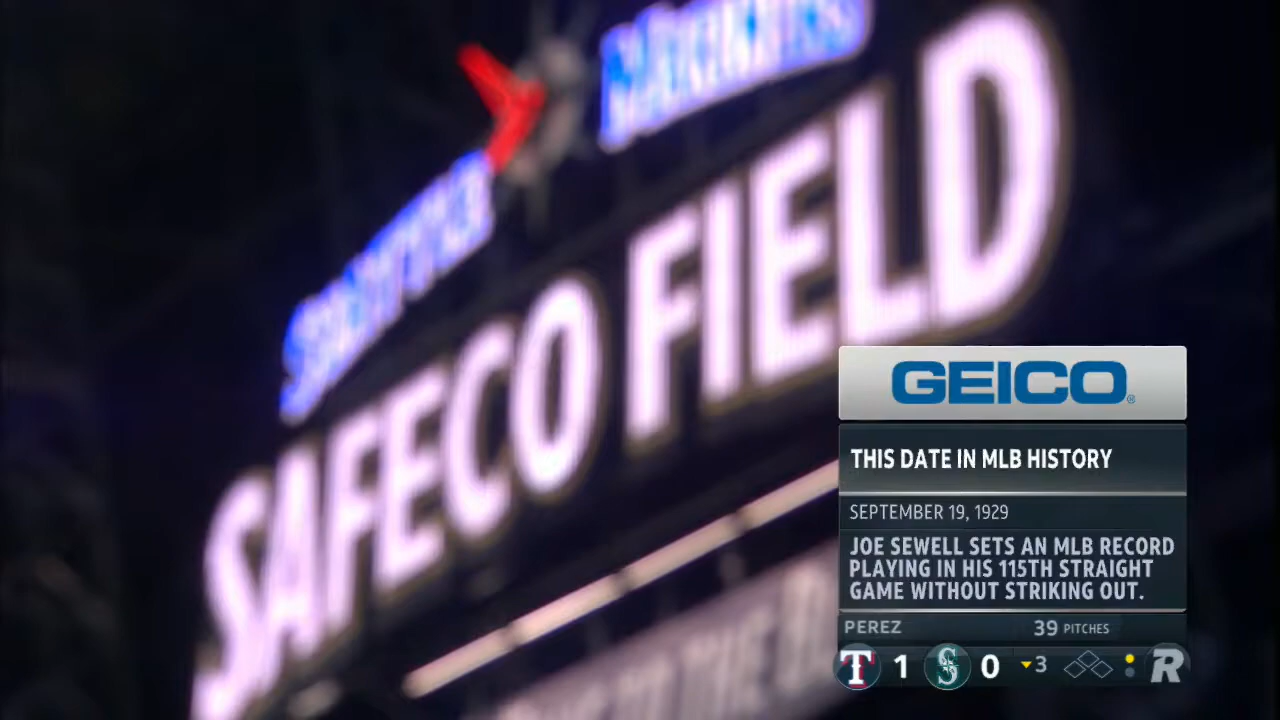 MARINERS
SAFECO FIELD
GEICO
THIS DATE IN MLB HISTORY
SEPTEMBER 19, 1929
JOE SEWELL SETS AN MLB RECORD
PLAYING IN HIS 115TH STRAIGHT
GAME WITHOUT STRIKING OUT.
PEREZ 39 PITCHES
T 1 S 0 3 R